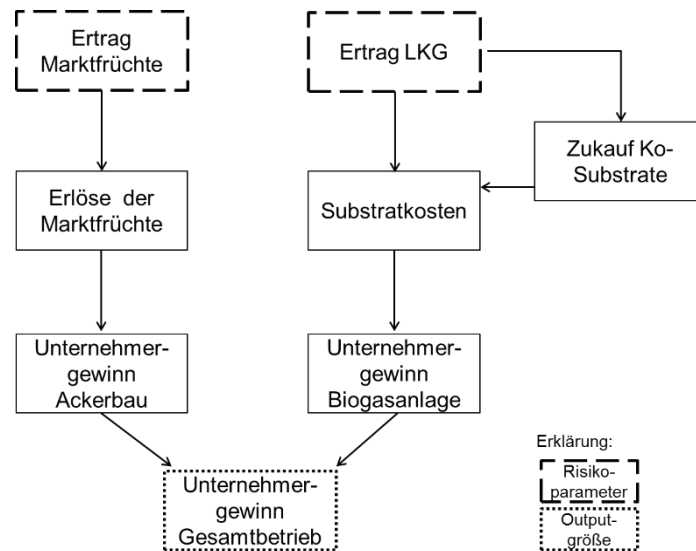 Ertrag
Marktfrüchte
Ertrag LKG
Zukauf Ko-
Substrate
Erlöse der
Marktfrüchte
Substratkosten
Unternehmer-
gewinn
Ackerbau
Unternehmer-
gewinn
Biogasanlage
Unternehmer-
gewinn
Gesamtbetrieb
Erklärung:
Risiko-
parameter
Output-
größe